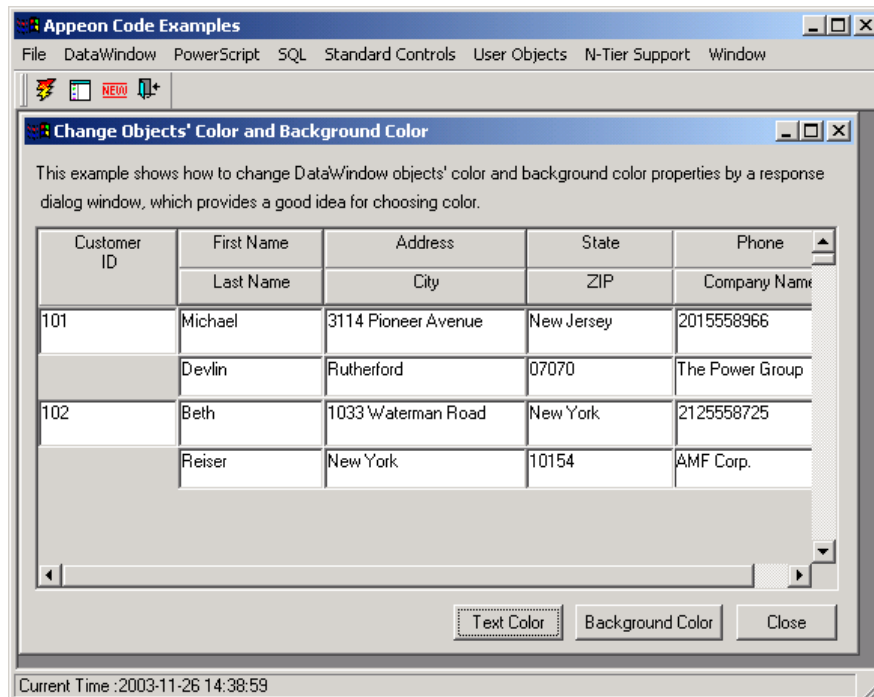 Appeon Code Examples
File DataWindow PowerScript SQL Standard Controls User Objects N-Tier Support Window
NEW
Change Objects' Color and Background Color
This example shows how to change DataWindow objects' color and background color properties by a response
dialog window, which provides a good idea for choosing color.
Customer ID First Name Address State Phone
Last Name City ZIP Company Name
101 Michael 3114 Pioneer Avenue New Jersey 2015558966
Devlin Rutherford 07070 The Power Group
102 Beth 1033 Waterman Road New York 2125558725
Reiser New York 10154 AMF Corp.
Text Color Background Color Close
Current Time :2003-11-26 14:38:59